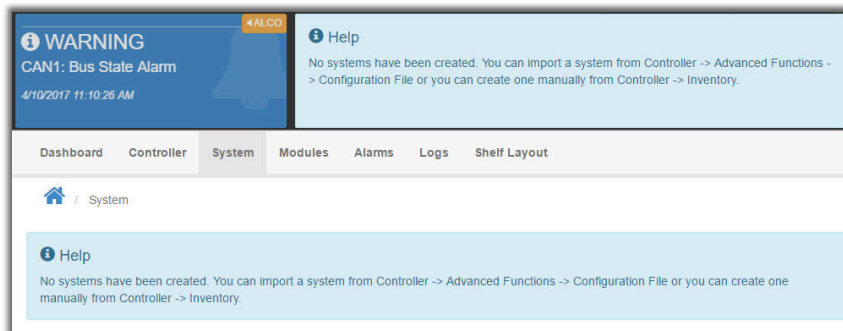 ALCO
WARNING
CAN1: Bus State Alarm
4/10/2017 11:10:26 AM
Help
No systems have been created. You can import a system from Controller -> Advanced Functions -
> Configuration File or you can create one manually from Controller -> Inventory.
Dashboard Controller System Modules Alarms Logs Shelf Layout
/ System
Help
No systems have been created. You can import a system from Controller -> Advanced Functions -> Configuration File or you can create one
manually from Controller -> Inventory.